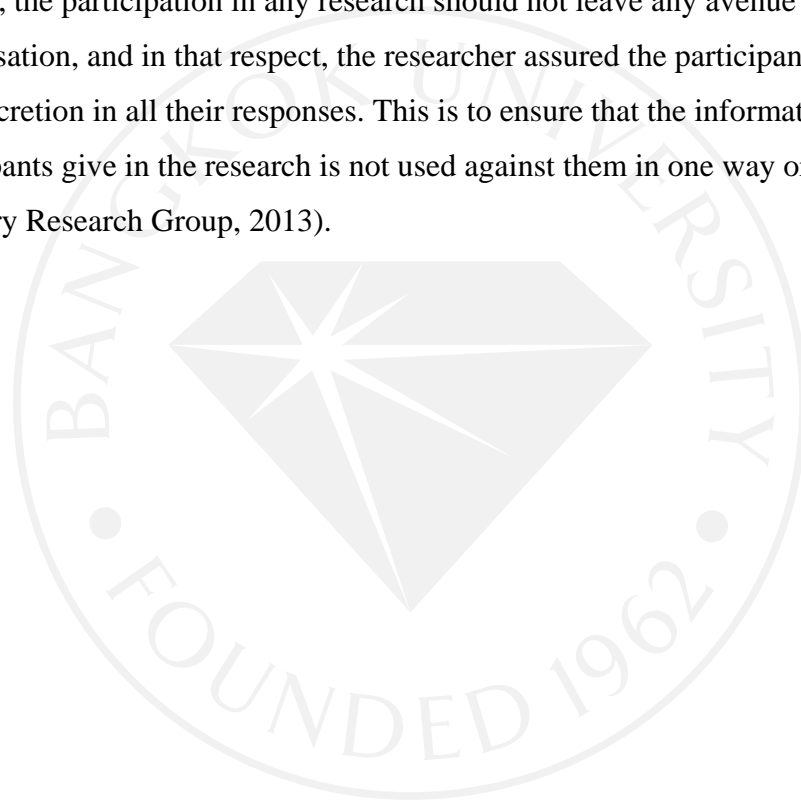 , the participation in any research should not leave any avenue
sation, and in that respect, the researcher assured the participan
cretion in all their responses. This is to ensure that the informat
pants give in the research is not used against them in one way o
ry Research Group, 2013).
BANGKOK UNIVERSITY
• FOUNDED 1962 •